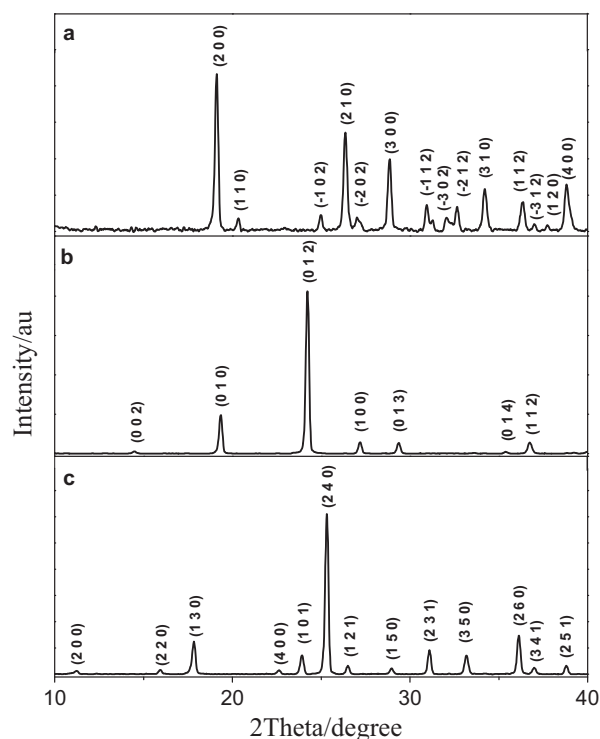 a
(2 0 0)
(1 1 0)
(-1 0 2)
(2 1 0)
(-2 0 2)
(3 0 0)
(-1 1 2)
(-3 0 2)
(-2 1 2)
(3 1 0)
(1 1 2)
(-3 1 2)
(1 2 0)
(4 0 0)
b
(0 0 2)
(0 1 0)
(0 1 2)
(1 0 0)
(0 1 3)
(0 1 4)
(1 1 2)
c
(2 0 0)
(2 2 0)
(1 3 0)
(4 0 0)
(1 0 1)
(2 4 0)
(1 2 1)
(1 5 0)
(2 3 1)
(3 5 0)
(2 6 0)
(3 4 1)
(2 5 1)
Intensity/au
10 20 30 40
2Theta/degree